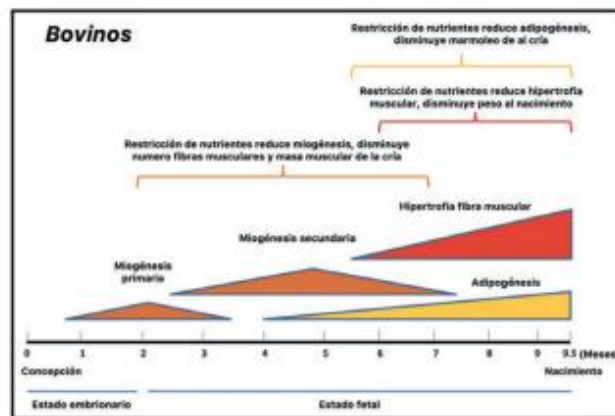 Bovinos
Restricción de nutrientes reduce adipogénesis,
disminuye marmoleo de al cría
Restricción de nutrientes reduce hipertrofia
muscular, disminuye peso al nacimiento
Restricción de nutrientes reduce miogénesis, disminuye
numero fibras musculares y masa muscular de la cría
Hipertrofia fibra muscular
Miogénesis secundaria
Miogénesis
primaria
Adipogénesis
0 1 2 3 4 5 6 7 8 9 9.5 (Meses)
Concepción Nacimiento
Estado embrionario Estado fetal